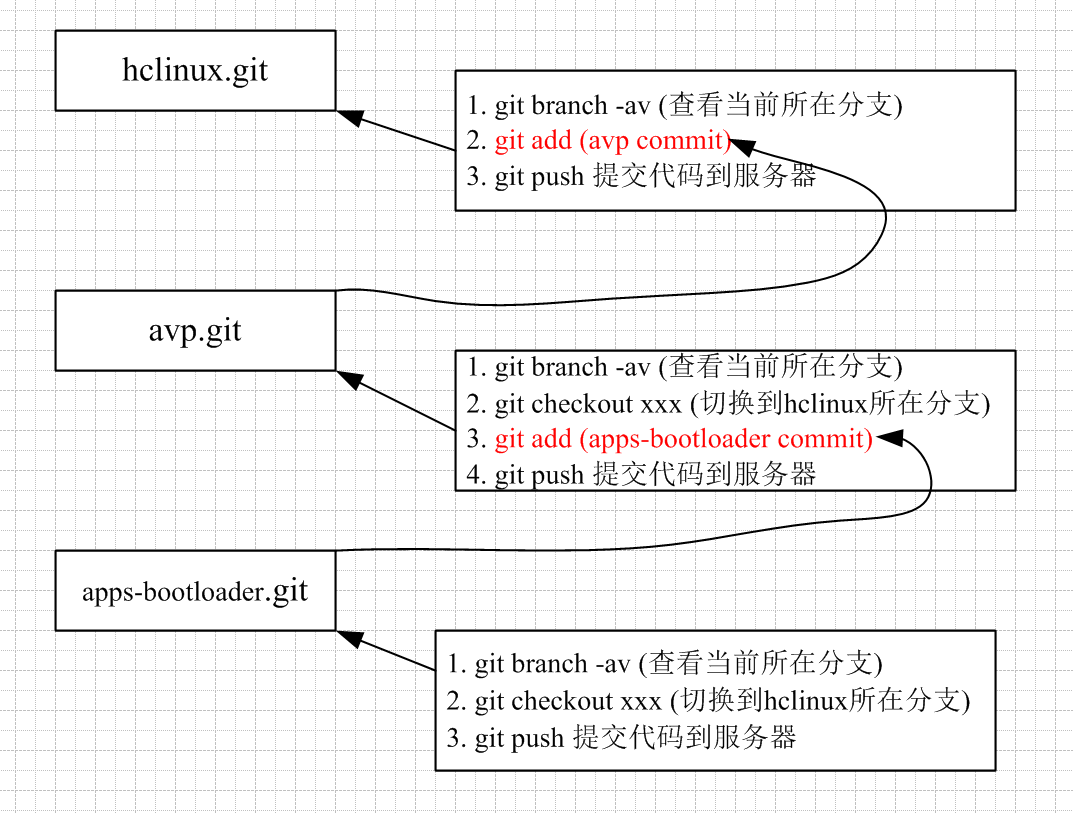 hclinux.git
1. git branch -av (查看当前所在分支)
2. git add (avp commit)
3. git push 提交代码到服务器
avp.git
1. git branch -av (查看当前所在分支)
2. git checkout xxx (切换到hclinux所在分支)
3. git add (apps-bootloader commit)
4. git push 提交代码到服务器
apps-bootloader.git
1. git branch -av (查看当前所在分支)
2. git checkout xxx (切换到hclinux所在分支)
3. git push 提交代码到服务器